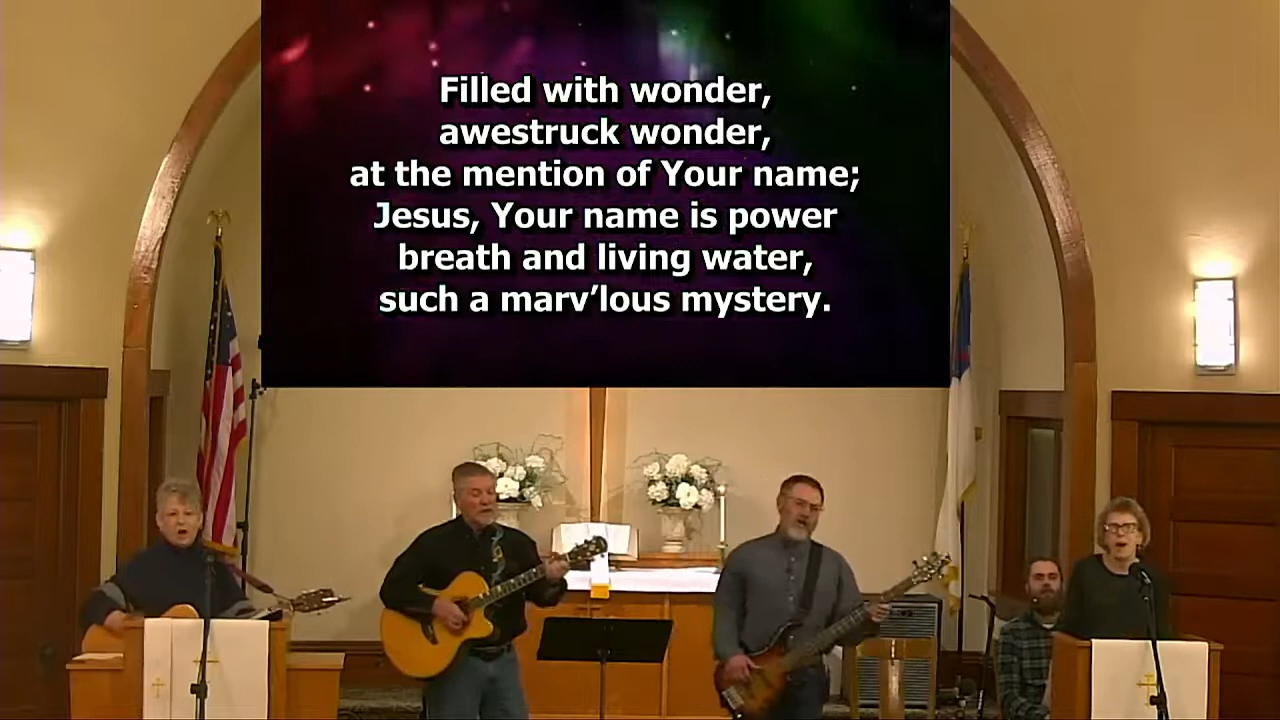 Filled with wonder,
awestruck wonder,
at the mention of Your name;
Jesus, Your name is power
breath and living water,
such a marv’lous mystery.